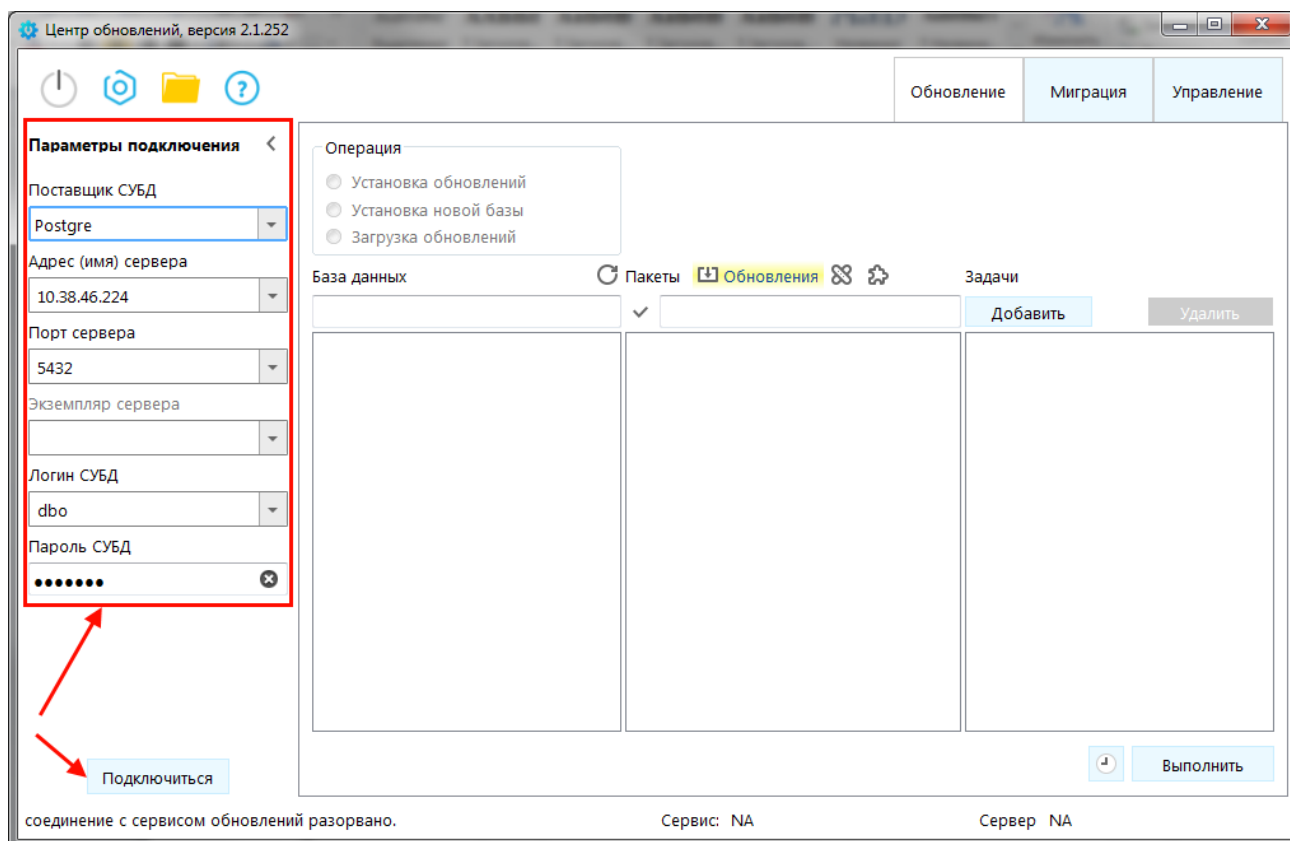 Центр обновлений, версия 2.1.252
Обновление
Миграция
Управление
Параметры подключения
Поставщик СУБД
Postgre
Адрес (имя) сервера
10.38.46.224
Порт сервера
5432
Экземпляр сервера
Логин СУБД
dbo
Пароль СУБД
•••••••
Подключиться
Операция
Установка обновлений
Установка новой базы
Загрузка обновлений
База данных
Пакеты
Обновления
Задачи
Добавить
Удалить
Выполнить
соединение с сервисом обновлений разорвано.
Сервис: NA
Сервер NA